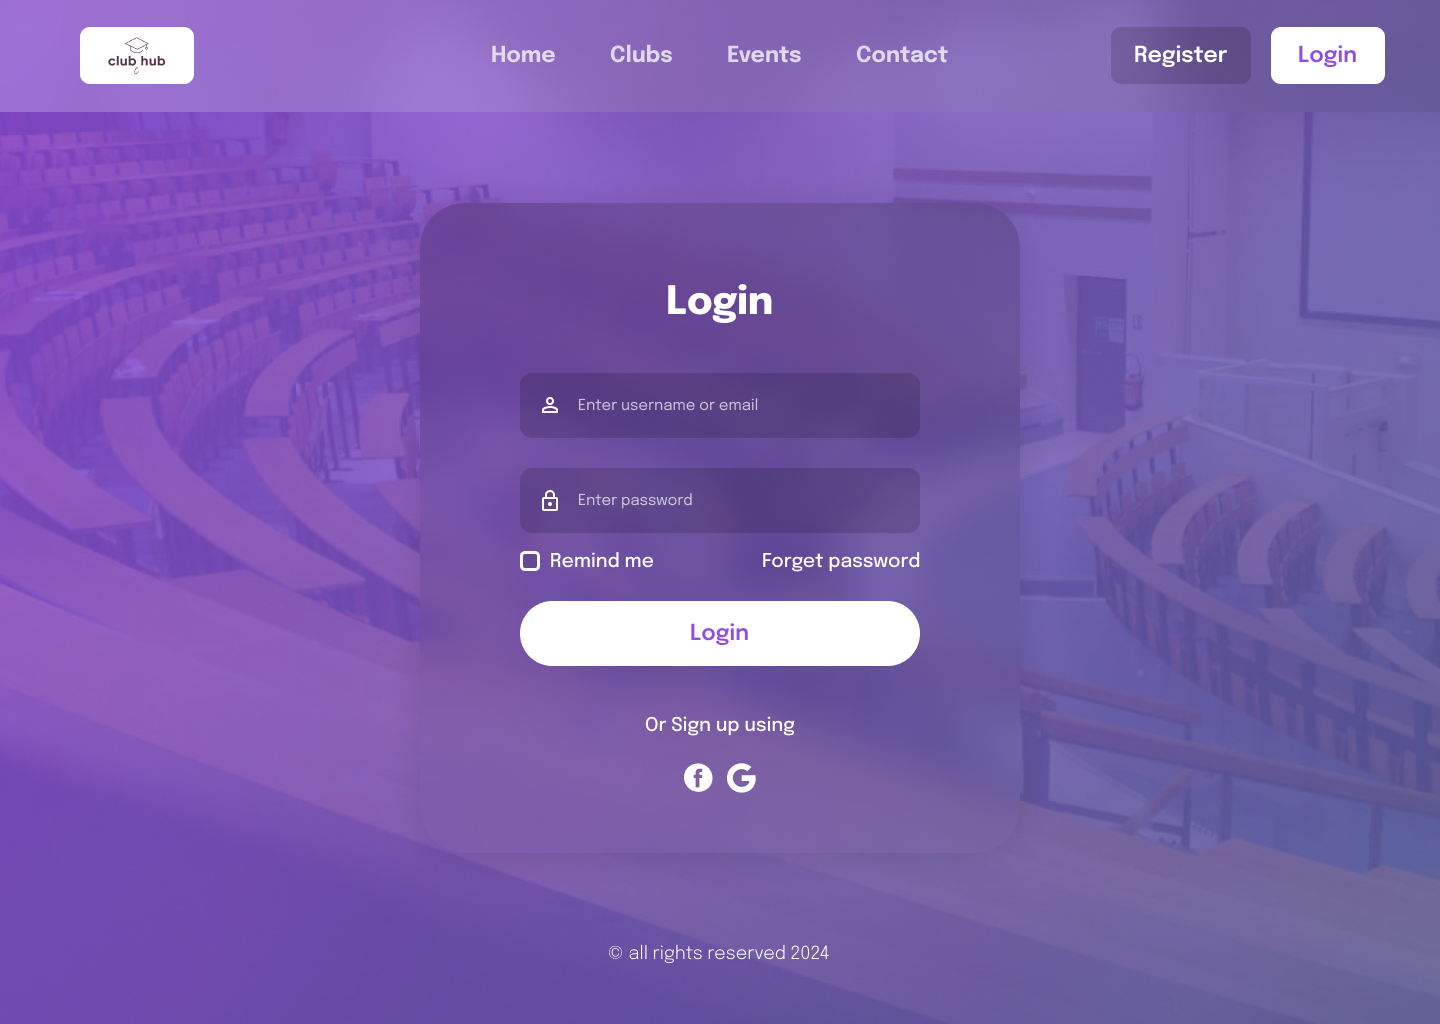 club hub
Home
Clubs
Events
Contact
Register
Login
Login
Enter username or email
Enter password
Remind me
Forget password
Login
Or Sign up using
© all rights reserved 2024